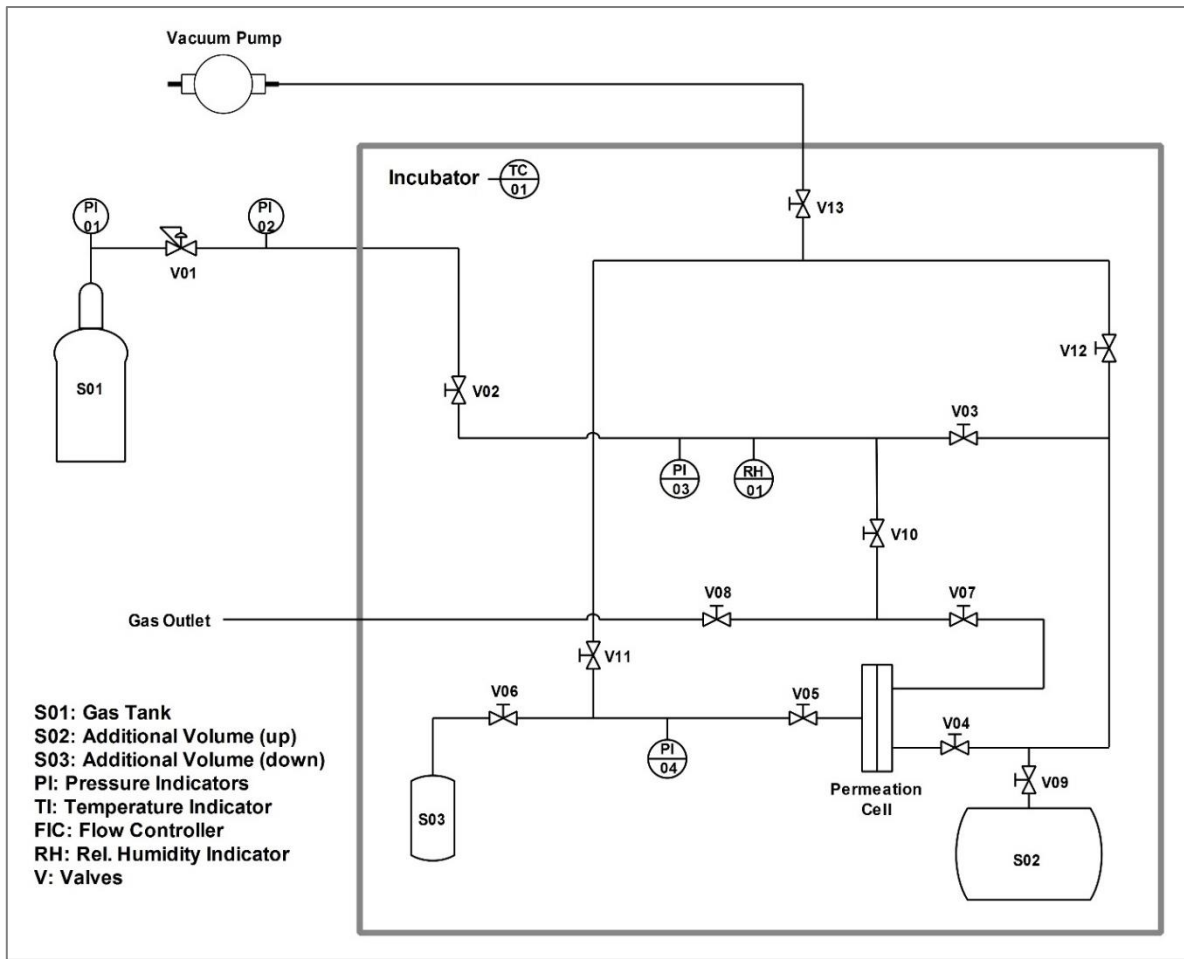 Vacuum Pump
Incubator
TC
01
PI
01
PI
02
V13
V01
V12
S01
V02
V03
PI
03
RH
01
V10
V08
V07
Gas Outlet
V11
V06
V05
V04
PI
04
V09
Permeation
Cell
S03
S02
S01: Gas Tank
S02: Additional Volume (up)
S03: Additional Volume (down)
PI: Pressure Indicators
TI: Temperature Indicator
FIC: Flow Controller
RH: Rel. Humidity Indicator
V: Valves